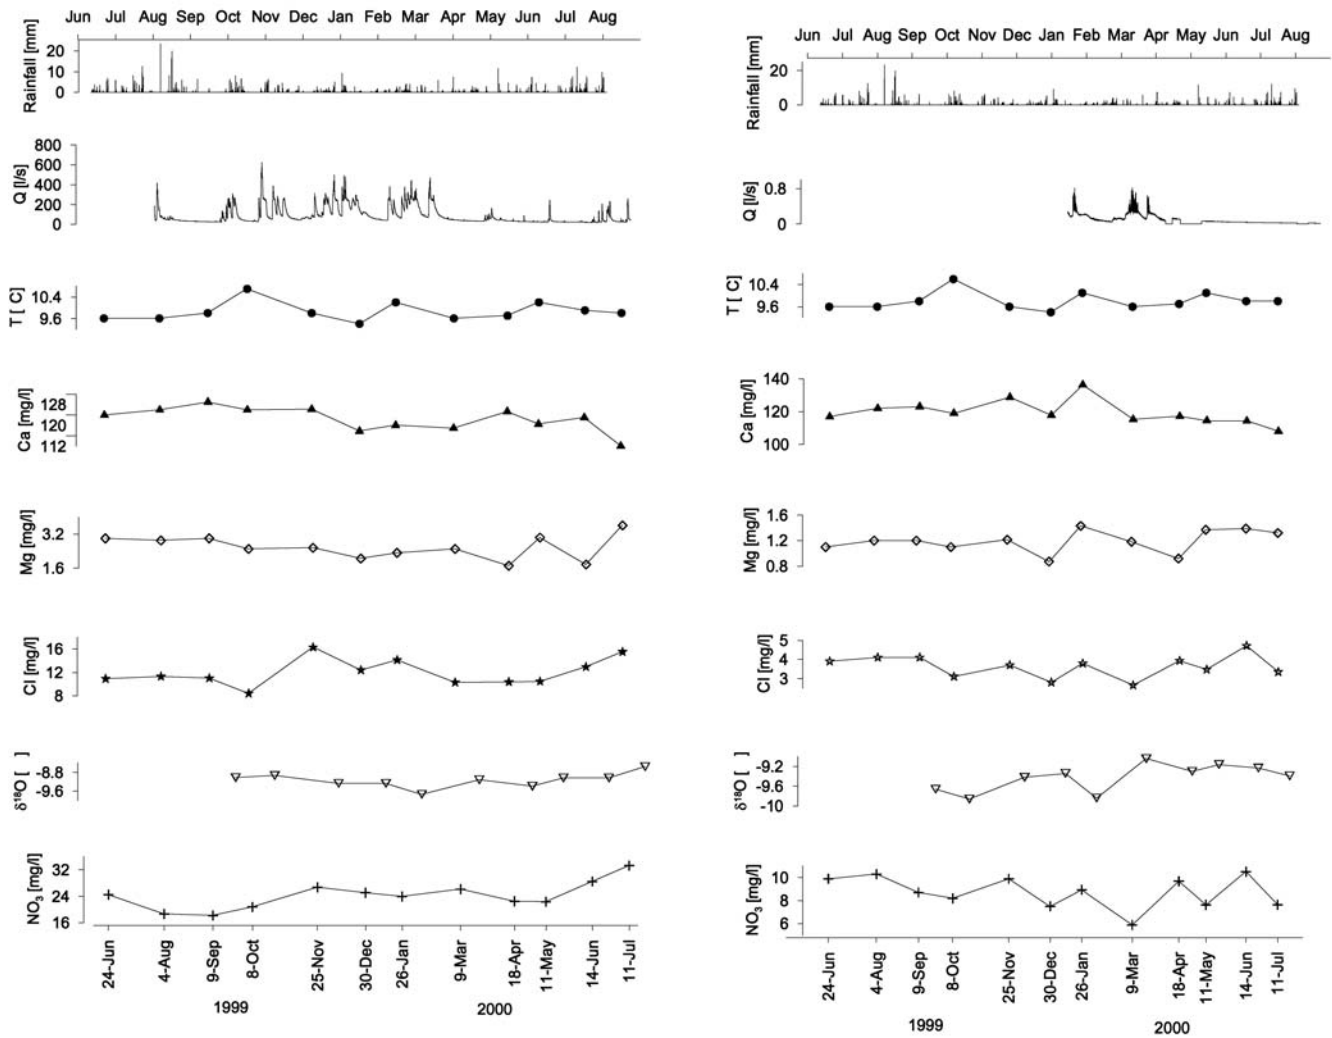 Jun Jul Aug Sep Oct Nov Dec Jan Feb Mar Apr May Jun Jul Aug
Rainfall [mm]
20
10
0
Q [l/s]
800
600
400
200
0
T [ C]
10.4
9.6
Ca [mg/l]
128
120
112
Mg [mg/l]
3.2
1.6
Cl [mg/l]
16
12
8
δ¹⁸O [ ]
-8.8
-9.6
NO₃ [mg/l]
32
24
16
24-Jun 4-Aug 9-Sep 8-Oct 25-Nov 30-Dec 26-Jan 9-Mar 18-Apr 11-May 14-Jun 11-Jul
1999 2000
Jun Jul Aug Sep Oct Nov Dec Jan Feb Mar Apr May Jun Jul Aug
Rainfall [mm]
20
0
Q [l/s]
0.8
0
T [ C]
10.4
9.6
Ca [mg/l]
140
120
100
Mg [mg/l]
1.6
1.2
0.8
Cl [mg/l]
5
4
3
δ¹⁸O [ ]
-9.2
-9.6
-10
NO₃ [mg/l]
10
8
6
24-Jun 4-Aug 9-Sep 8-Oct 25-Nov 30-Dec 26-Jan 9-Mar 18-Apr 11-May 14-Jun 11-Jul
1999 2000